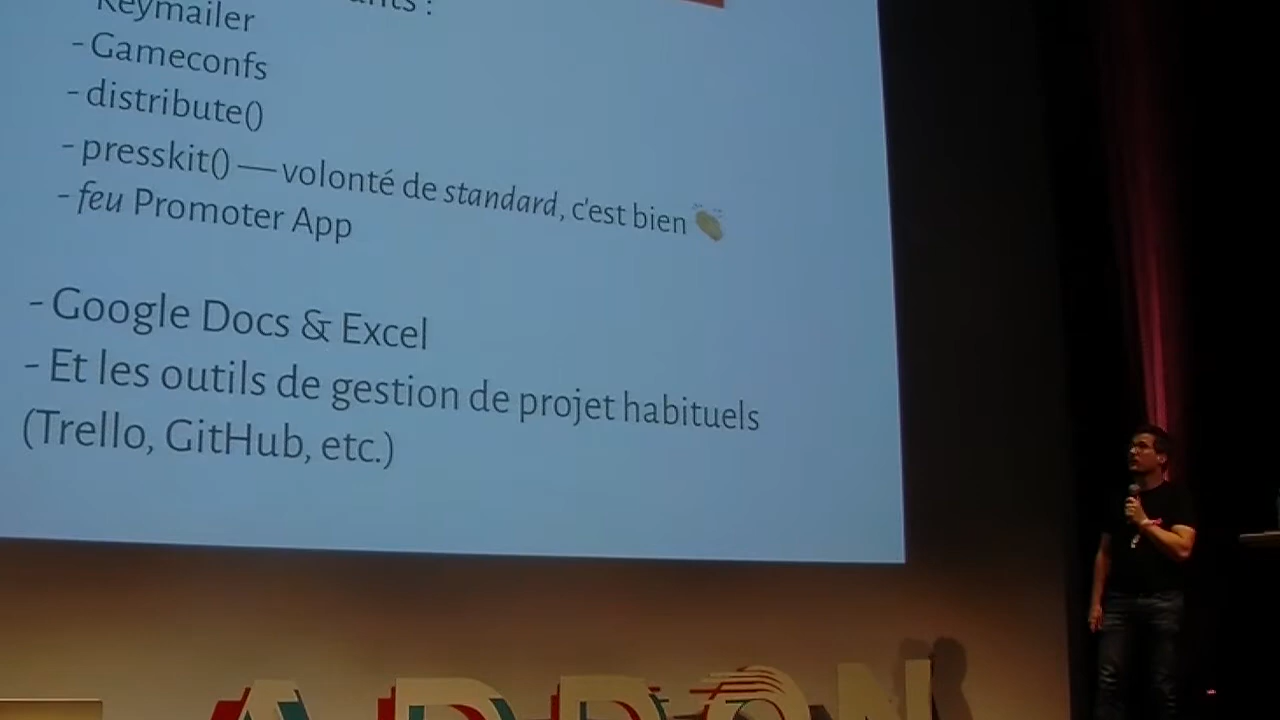 Keymailer
- Gameconfs
- distribute()
- presskit() — volonté de standard, c'est bien 👏
- feu Promoter App
- Google Docs & Excel
- Et les outils de gestion de projet habituels
(Trello, GitHub, etc.)
ADDON